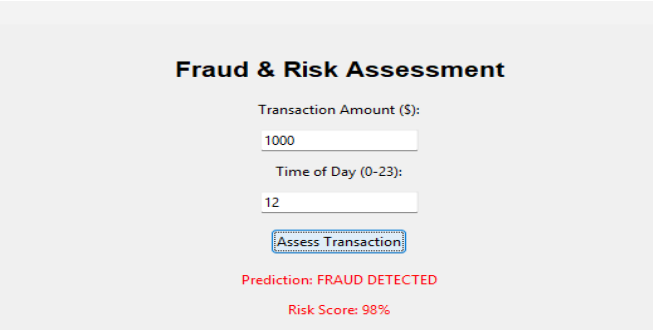 Fraud & Risk Assessment
Transaction Amount ($):
1000
Time of Day (0-23):
12
Assess Transaction
Prediction: FRAUD DETECTED
Risk Score: 98%